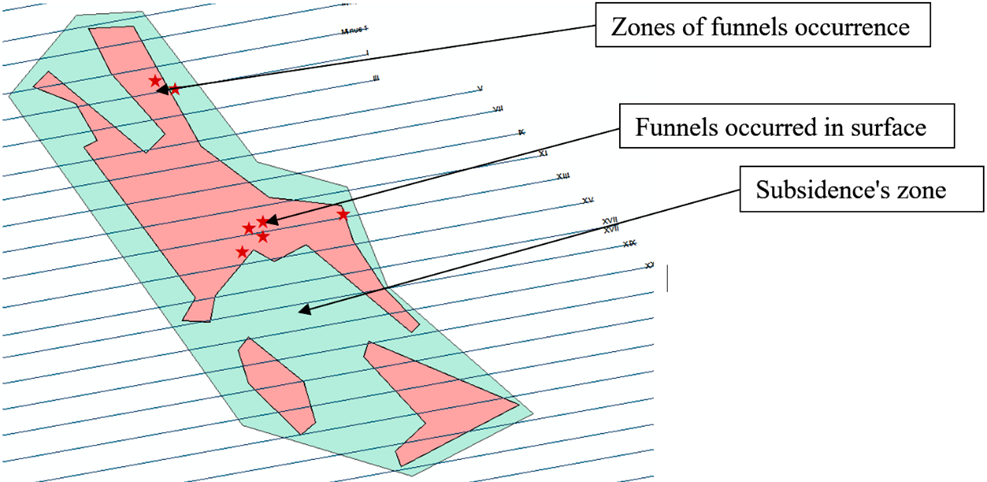 Zones of funnels occurrence
Minus I
I
III
V
VII
Funnels occurred in surface
IX
XI
XIII
Subsidence's zone
XV
XVII
XVII
XIX